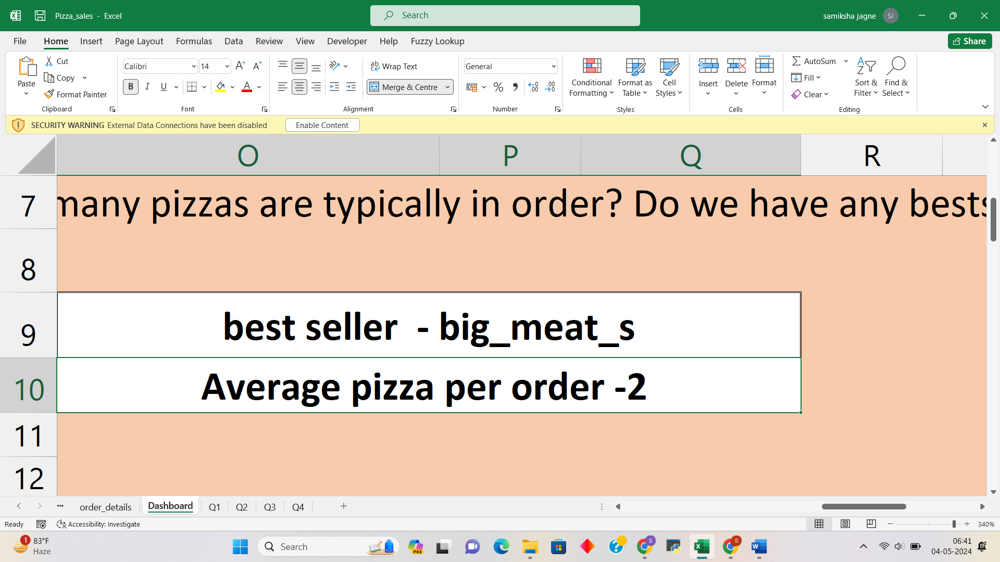 Pizza_sales - Excel
Search
samiksha jagne
SJ
File Home Insert Page Layout Formulas Data Review View Developer Help Fuzzy Lookup
Share
Paste
Cut
Copy
Format Painter
Clipboard
Calibri 14
B I U
Font
Wrap Text
Merge & Centre
Alignment
General
Number
Conditional Formatting
Format as Table
Cell Styles
Styles
Insert Delete Format
Cells
AutoSum
Fill
Clear
Sort & Filter
Find & Select
Editing
SECURITY WARNING External Data Connections have been disabled
Enable Content
O P Q R
7 many pizzas are typically in order? Do we have any bests
8
9 best seller - big_meat_s
10 Average pizza per order -2
11
12
order_details Dashboard Q1 Q2 Q3 Q4
Ready
Accessibility: Investigate
340%
1
83°F
Haze
Search
PRE
06:41
04-05-2024